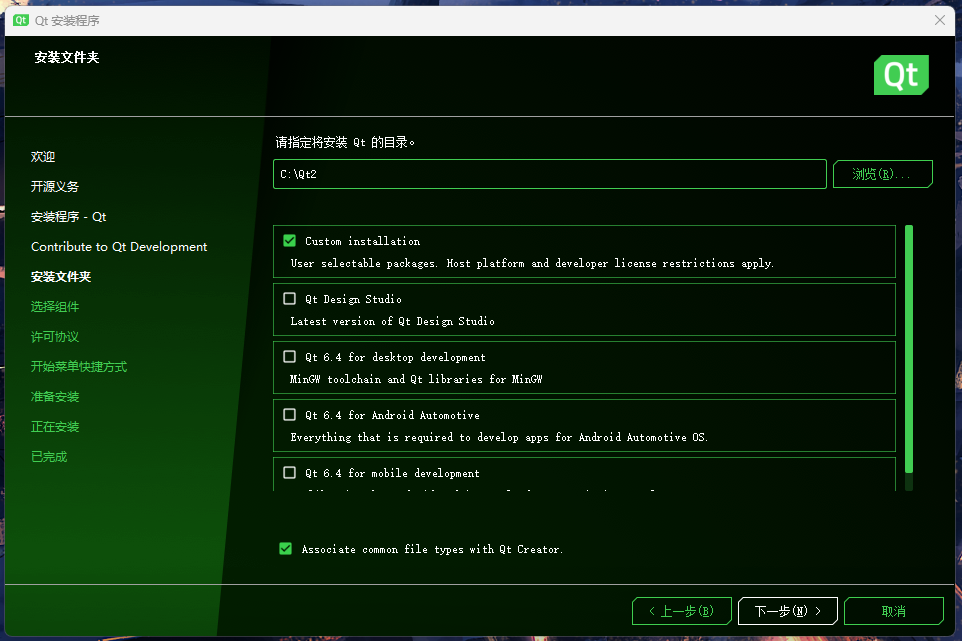 Qt Qt 安装程序
安装文件夹
Qt
欢迎
开源义务
安装程序 - Qt
Contribute to Qt Development
安装文件夹
选择组件
许可协议
开始菜单快捷方式
准备安装
正在安装
已完成
请指定将安装 Qt 的目录。
C:\Qt2
浏览(R)...
Custom installation
User selectable packages. Host platform and developer license restrictions apply.
Qt Design Studio
Latest version of Qt Design Studio
Qt 6.4 for desktop development
MinGW toolchain and Qt libraries for MinGW
Qt 6.4 for Android Automotive
Everything that is required to develop apps for Android Automotive OS.
Qt 6.4 for mobile development
Associate common file types with Qt Creator.
< 上一步(B)
下一步(N) >
取消